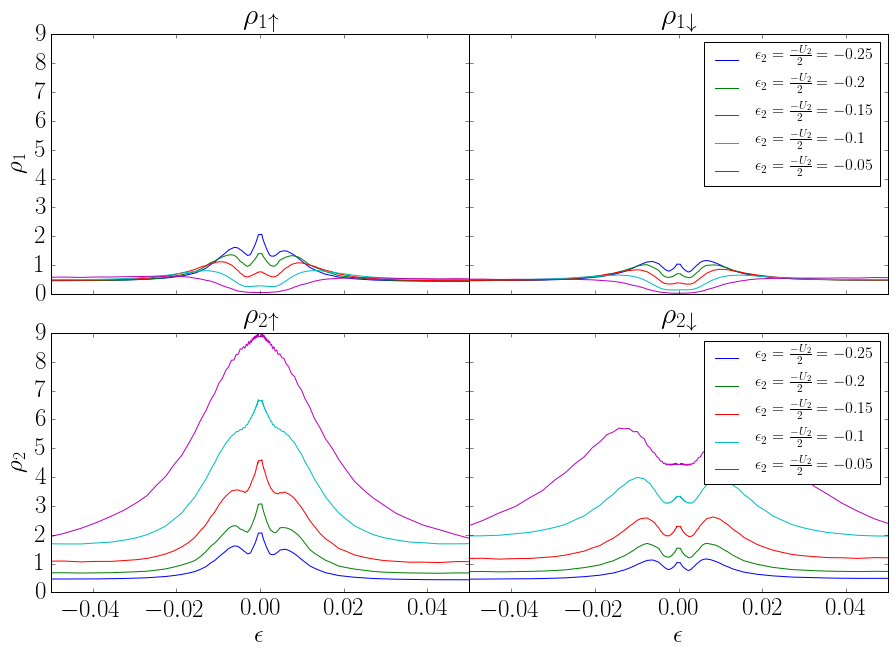 ρ1↑ ρ1↓
9
8
7
6
5
4
3
2
1
0
ρ1
ϵ2 = -U2/2 = −0.25
ϵ2 = -U2/2 = −0.2
ϵ2 = -U2/2 = −0.15
ϵ2 = -U2/2 = −0.1
ϵ2 = -U2/2 = −0.05
ρ2↑ ρ2↓
9
8
7
6
5
4
3
2
1
0
ρ2
ϵ2 = -U2/2 = −0.25
ϵ2 = -U2/2 = −0.2
ϵ2 = -U2/2 = −0.15
ϵ2 = -U2/2 = −0.1
ϵ2 = -U2/2 = −0.05
−0.04 −0.02 0.00 0.02 0.04 −0.04 −0.02 0.00 0.02 0.04
ϵ ϵ